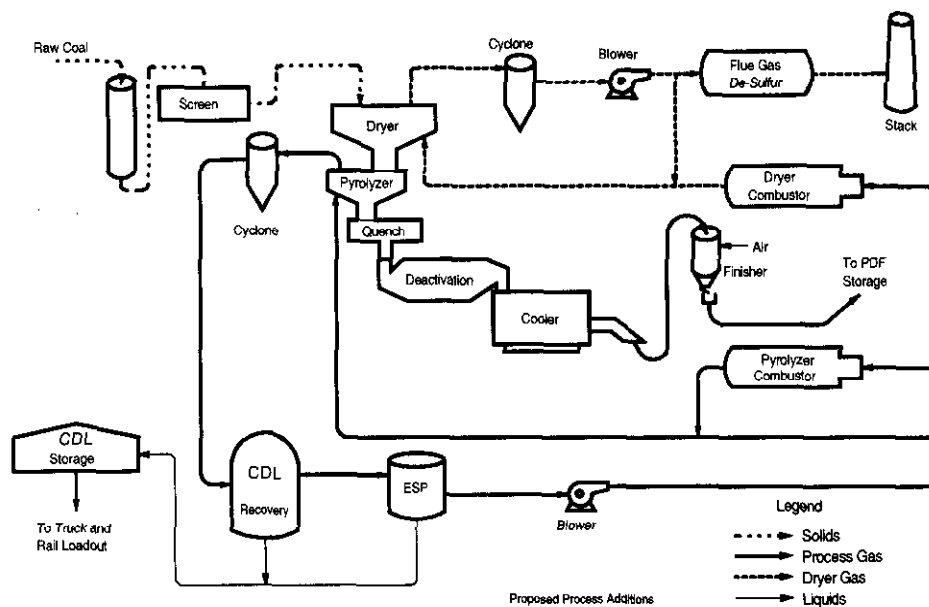 Raw Coal
Screen
Cyclone
Blower
Flue Gas
De-Sulfur
Stack
Dryer
Dryer
Combustor
Pyrolyzer
Cyclone
Quench
Air
Finisher
To PDF
Storage
Deactivation
Cooler
Pyrolyzer
Combustor
CDL
Storage
CDL
Recovery
ESP
Blower
To Truck and
Rail Loadout
Legend
Solids
Process Gas
Dryer Gas
Liquids
Proposed Process Additions